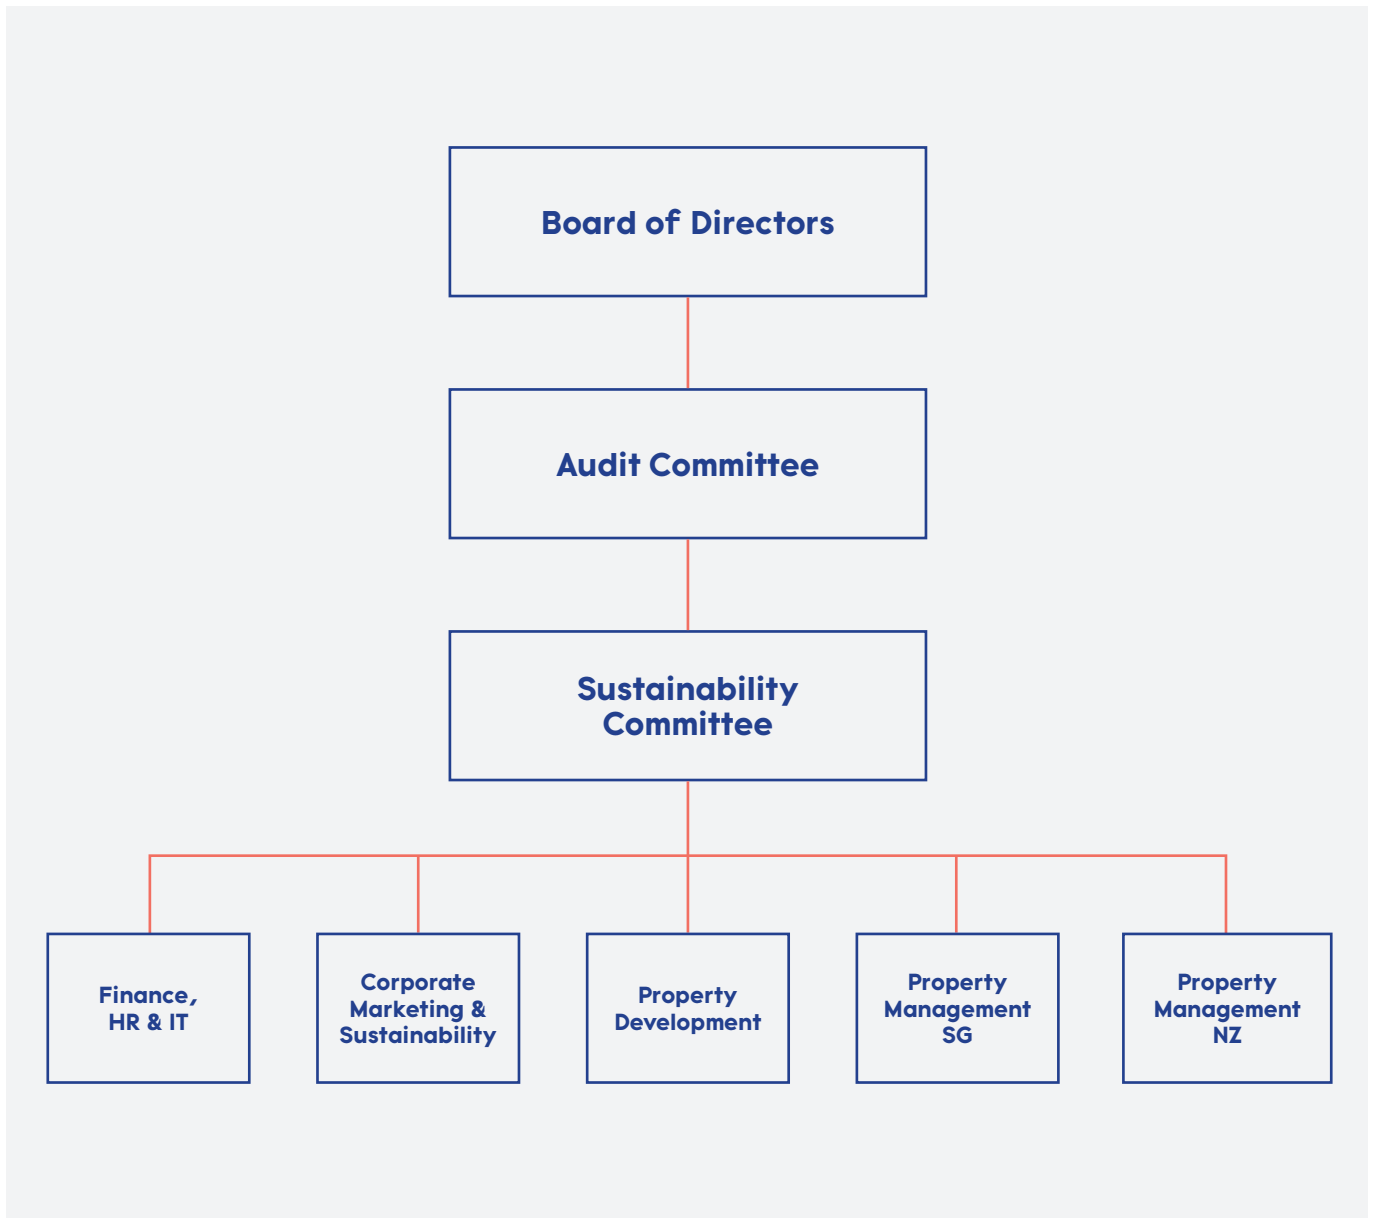 Board of Directors
Audit Committee
Sustainability
Committee
Finance,
HR & IT
Corporate
Marketing &
Sustainability
Property
Development
Property
Management
SG
Property
Management
NZ